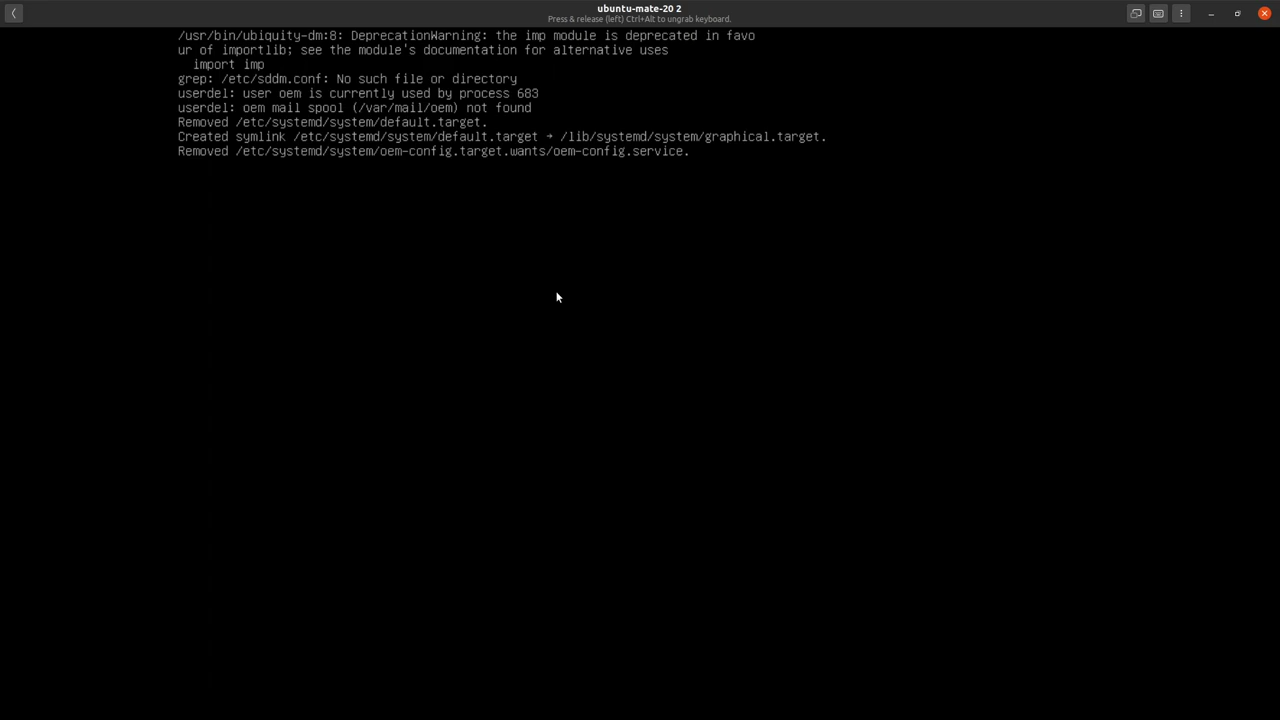 ubuntu-mate-20 2
Press & release (left) Ctrl+Alt to ungrab keyboard.
/usr/bin/ubiquity-dm:8: DeprecationWarning: the imp module is deprecated in favo
ur of importlib; see the module's documentation for alternative uses
  import imp
grep: /etc/sddm.conf: No such file or directory
userdel: user oem is currently used by process 683
userdel: oem mail spool (/var/mail/oem) not found
Removed /etc/systemd/system/default.target.
Created symlink /etc/systemd/system/default.target → /lib/systemd/system/graphical.target.
Removed /etc/systemd/system/oem-config.target.wants/oem-config.service.